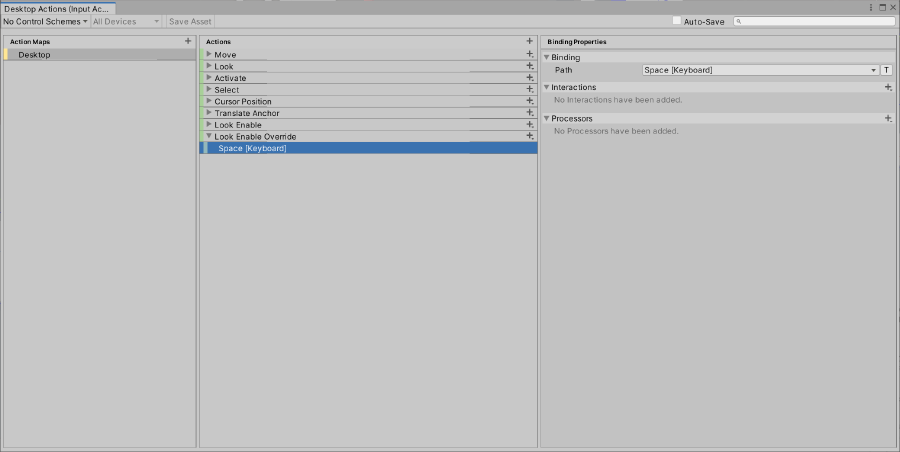 Desktop Actions (Input Ac...
No Control Schemes All Devices Save Asset Auto-Save
Action Maps
Desktop
Actions
Move
Look
Activate
Select
Cursor Position
Translate Anchor
Look Enable
Look Enable Override
Space [Keyboard]
Binding Properties
Binding
Path Space [Keyboard] T
Interactions
No Interactions have been added.
Processors
No Processors have been added.